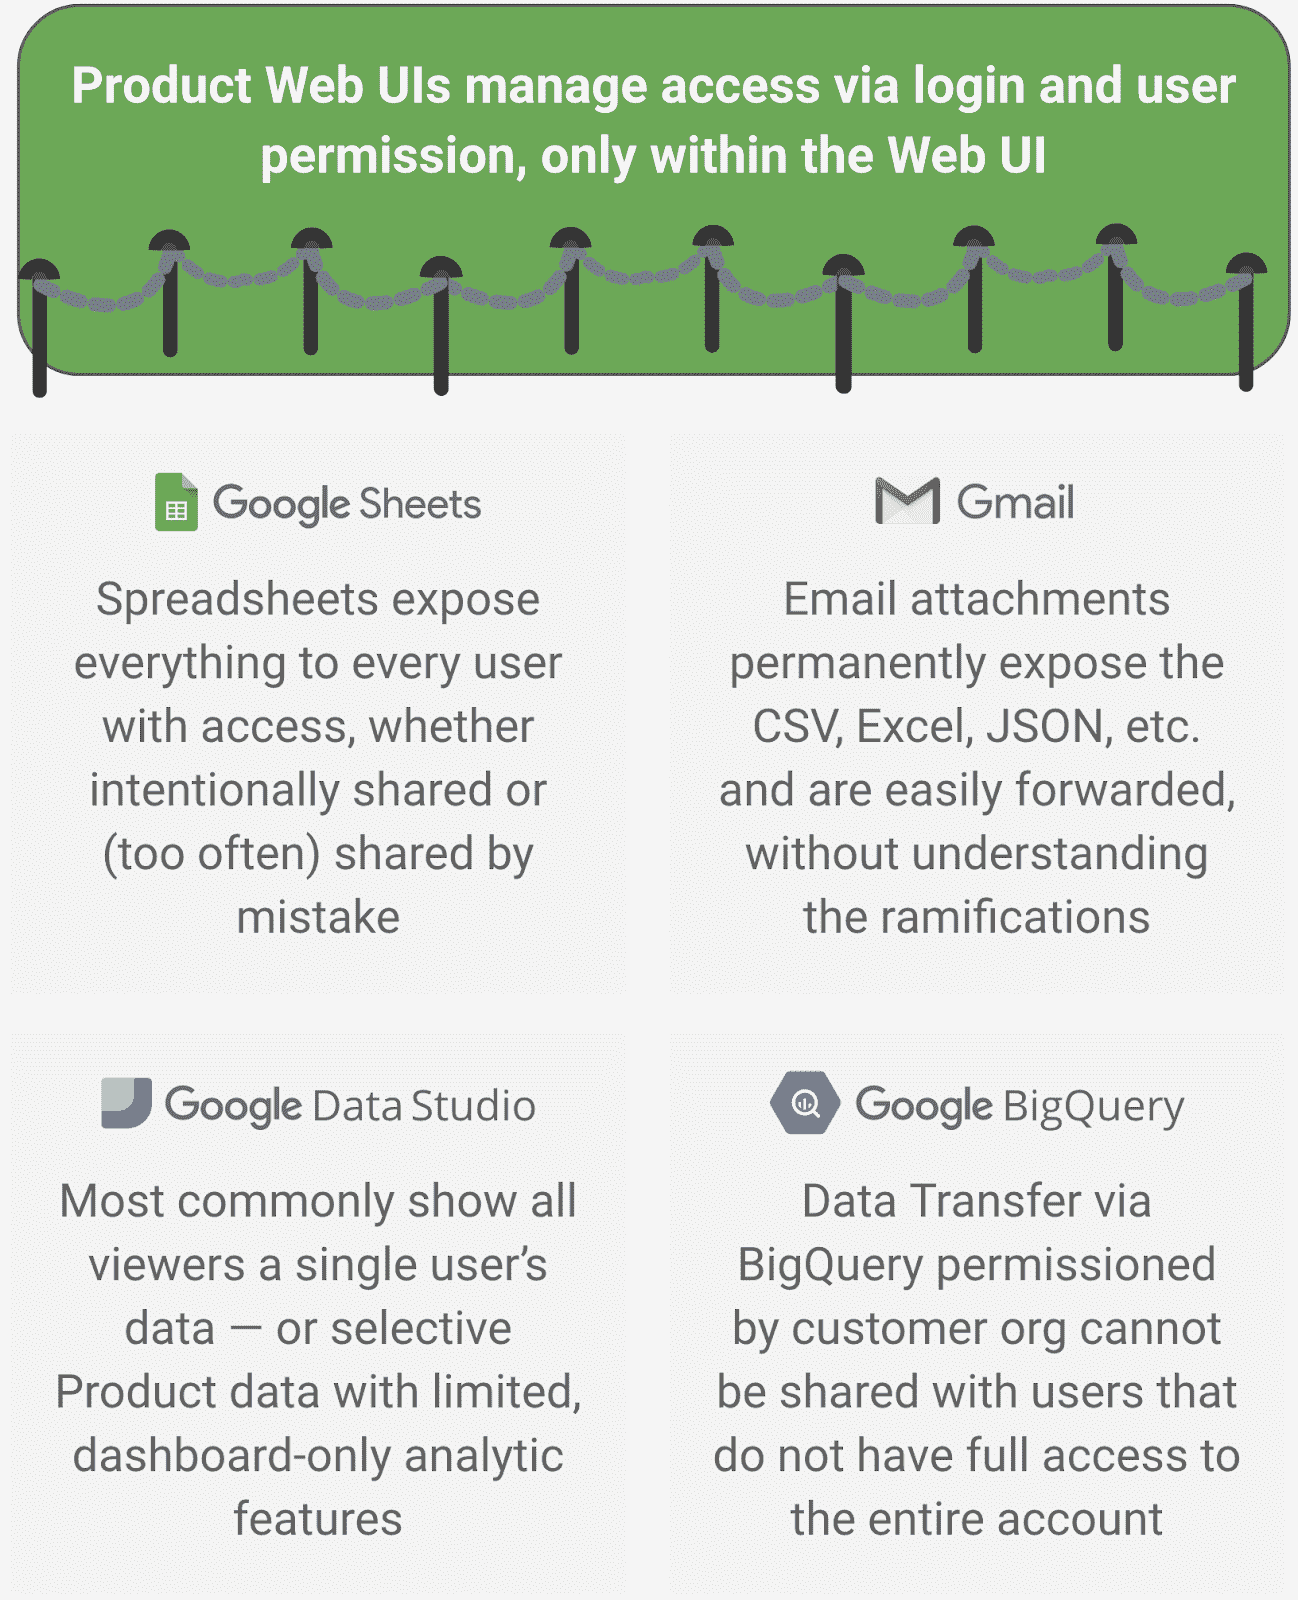 Product Web UIs manage access via login and user
permission, only within the Web UI
Google Sheets
Spreadsheets expose
everything to every user
with access, whether
intentionally shared or
(too often) shared by
mistake
Gmail
Email attachments
permanently expose the
CSV, Excel, JSON, etc.
and are easily forwarded,
without understanding
the ramifications
Google Data Studio
Most commonly show all
viewers a single user’s
data — or selective
Product data with limited,
dashboard-only analytic
features
Google BigQuery
Data Transfer via
BigQuery permissioned
by customer org cannot
be shared with users that
do not have full access to
the entire account